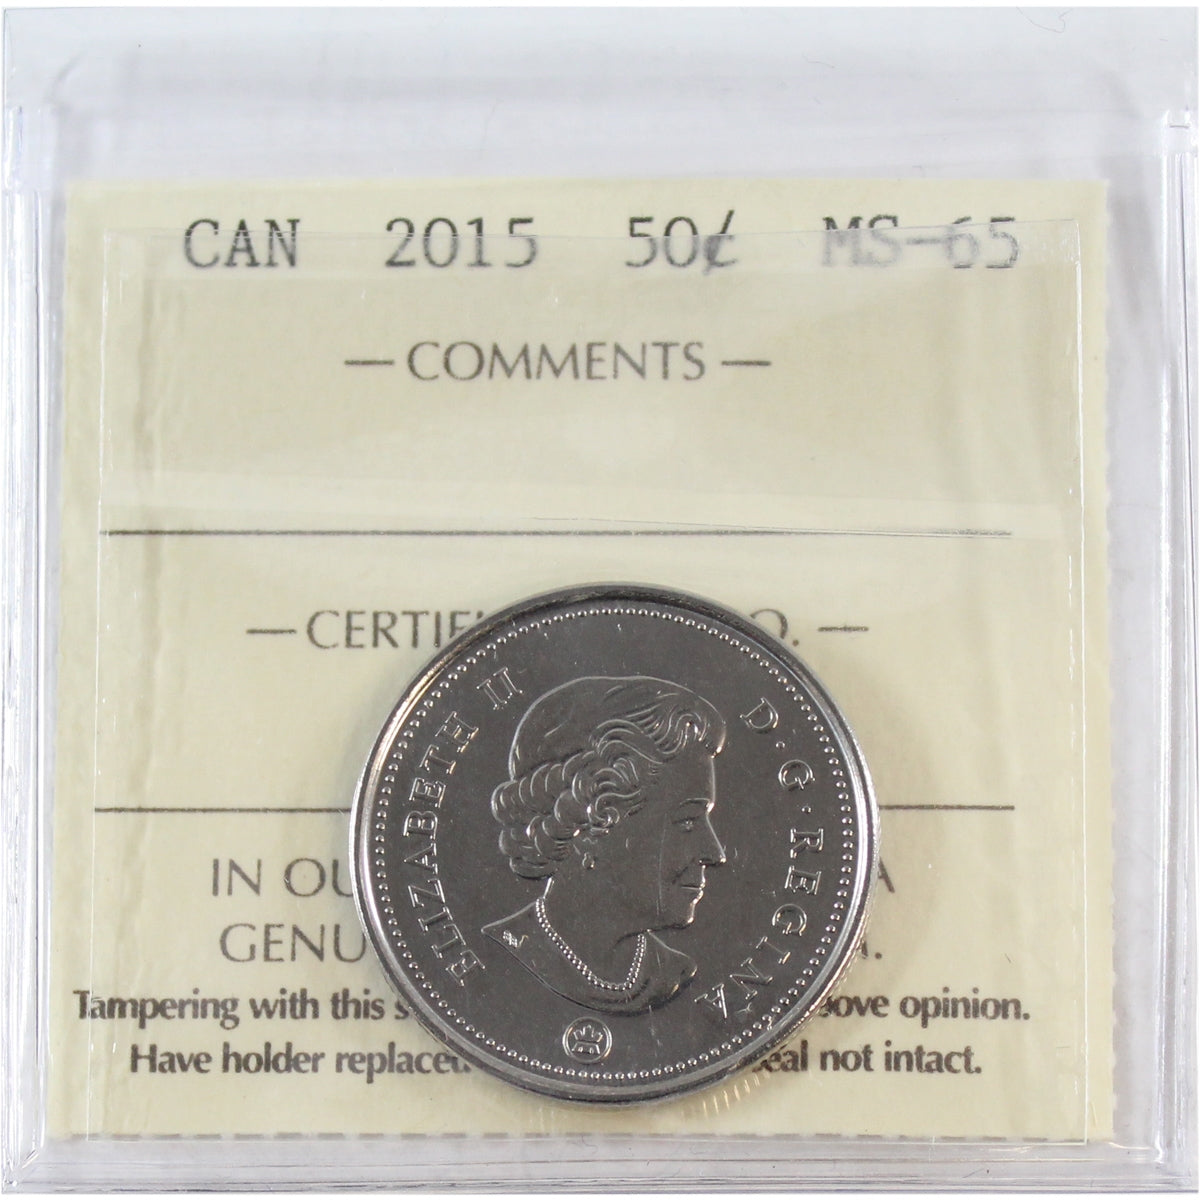 CAN 2015 50¢ MS-65
— COMMENTS —
— CERTIF O. —
ELIZABETH II D·G·REGINA
IN OU A
GENU .
Tampering with this s ove opinion.
Have holder replaced eal not intact.